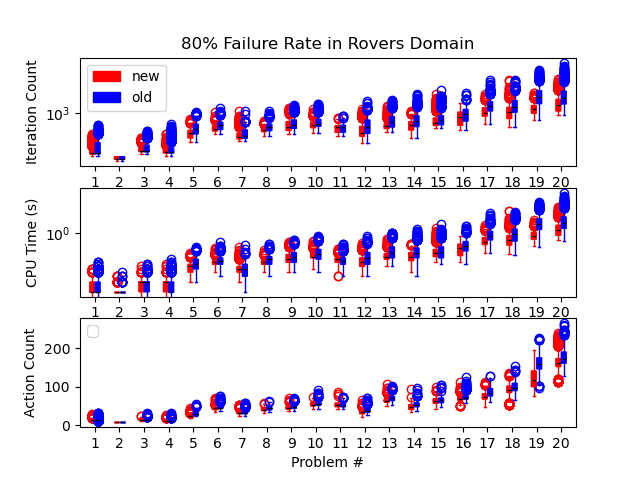 80% Failure Rate in Rovers Domain
Iteration Count
10³
new
old
1 2 3 4 5 6 7 8 9 10 11 12 13 14 15 16 17 18 19 20
CPU Time (s)
10⁰
1 2 3 4 5 6 7 8 9 10 11 12 13 14 15 16 17 18 19 20
Action Count
200
100
0
1 2 3 4 5 6 7 8 9 10 11 12 13 14 15 16 17 18 19 20
Problem #